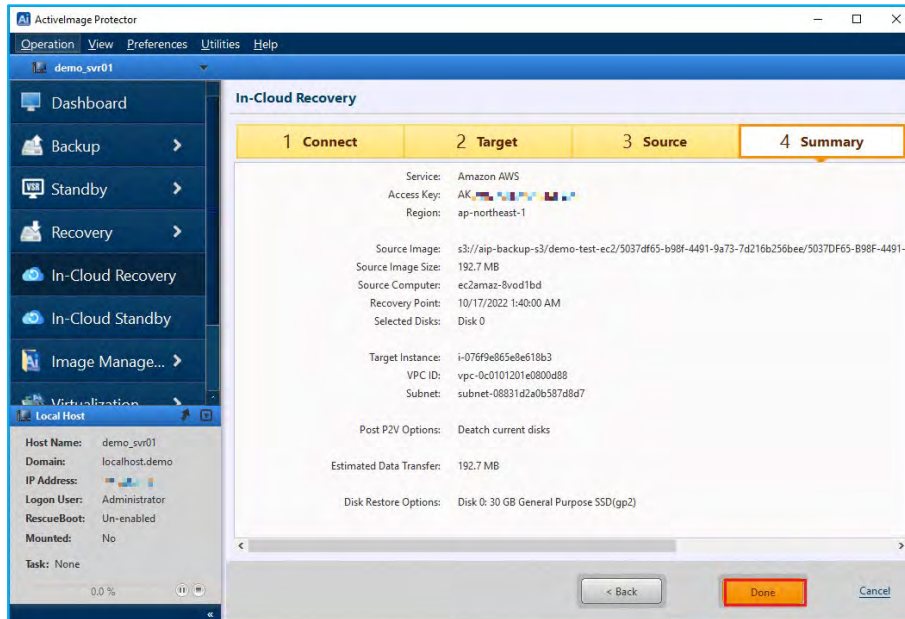 Ai ActiveImage Protector
Operation View Preferences Utilities Help
demo_svr01
Dashboard
Backup
VSB Standby
Recovery
In-Cloud Recovery
In-Cloud Standby
Ai Image Manage...
Virtualization
Local Host
Host Name: demo_svr01
Domain: localhost.demo
IP Address:
Logon User: Administrator
RescueBoot: Un-enabled
Mounted: No
Task: None
0.0 %
«
In-Cloud Recovery
1 Connect 2 Target 3 Source 4 Summary
Service: Amazon AWS
Access Key: AK
Region: ap-northeast-1
Source Image: s3://aip-backup-s3/demo-test-ec2/5037df65-b98f-4491-9a73-7d216b256bee/5037DF65-B98F-4491-
Source Image Size: 192.7 MB
Source Computer: ec2amaz-8vod1bd
Recovery Point: 10/17/2022 1:40:00 AM
Selected Disks: Disk 0
Target Instance: i-076f9e865e8e618b3
VPC ID: vpc-0c0101201e0800d88
Subnet: subnet-08831d2a0b587d8d7
Post P2V Options: Deatch current disks
Estimated Data Transfer: 192.7 MB
Disk Restore Options: Disk 0: 30 GB General Purpose SSD(gp2)
< Back Done Cancel